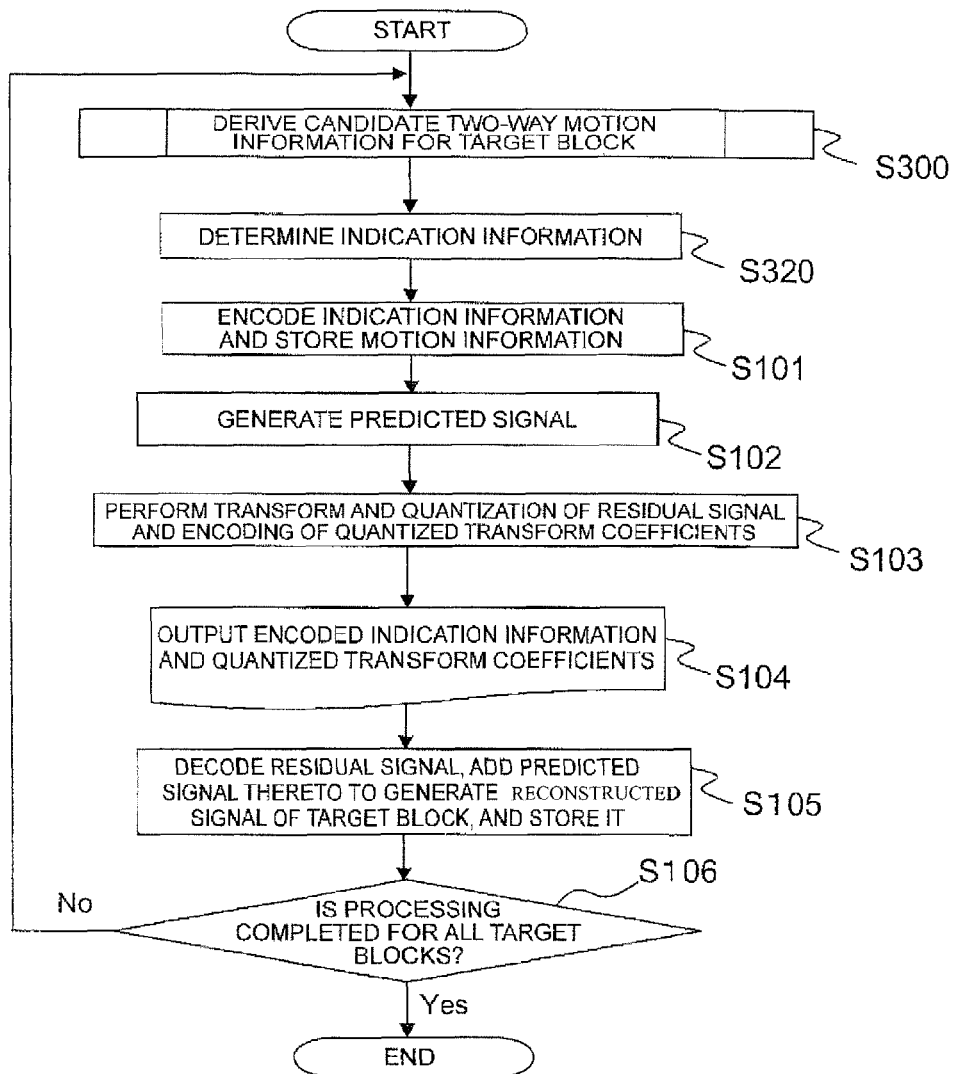 START
DERIVE CANDIDATE TWO-WAY MOTION
INFORMATION FOR TARGET BLOCK
S300
DETERMINE INDICATION INFORMATION
S320
ENCODE INDICATION INFORMATION
AND STORE MOTION INFORMATION
S101
GENERATE PREDICTED SIGNAL
S102
PERFORM TRANSFORM AND QUANTIZATION OF RESIDUAL SIGNAL
AND ENCODING OF QUANTIZED TRANSFORM COEFFICIENTS
S103
OUTPUT ENCODED INDICATION INFORMATION
AND QUANTIZED TRANSFORM COEFFICIENTS
S104
DECODE RESIDUAL SIGNAL, ADD PREDICTED
SIGNAL THERETO TO GENERATE RECONSTRUCTED
SIGNAL OF TARGET BLOCK, AND STORE IT
S105
S106
No
IS PROCESSING
COMPLETED FOR ALL TARGET
BLOCKS?
Yes
END